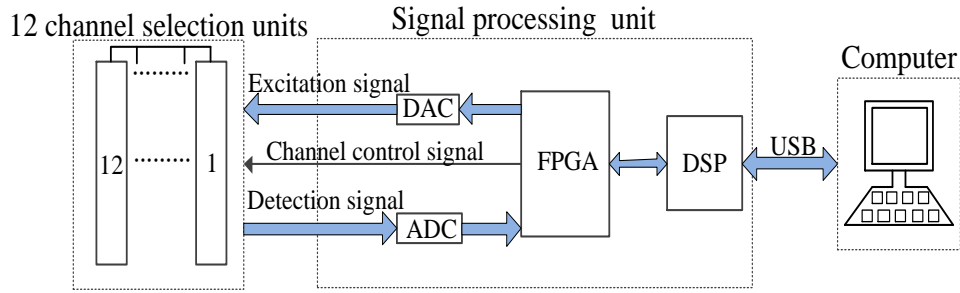 12 channel selection units
Signal processing unit
Computer
Excitation signal
DAC
Channel control signal
FPGA
DSP
USB
12
1
Detection signal
ADC